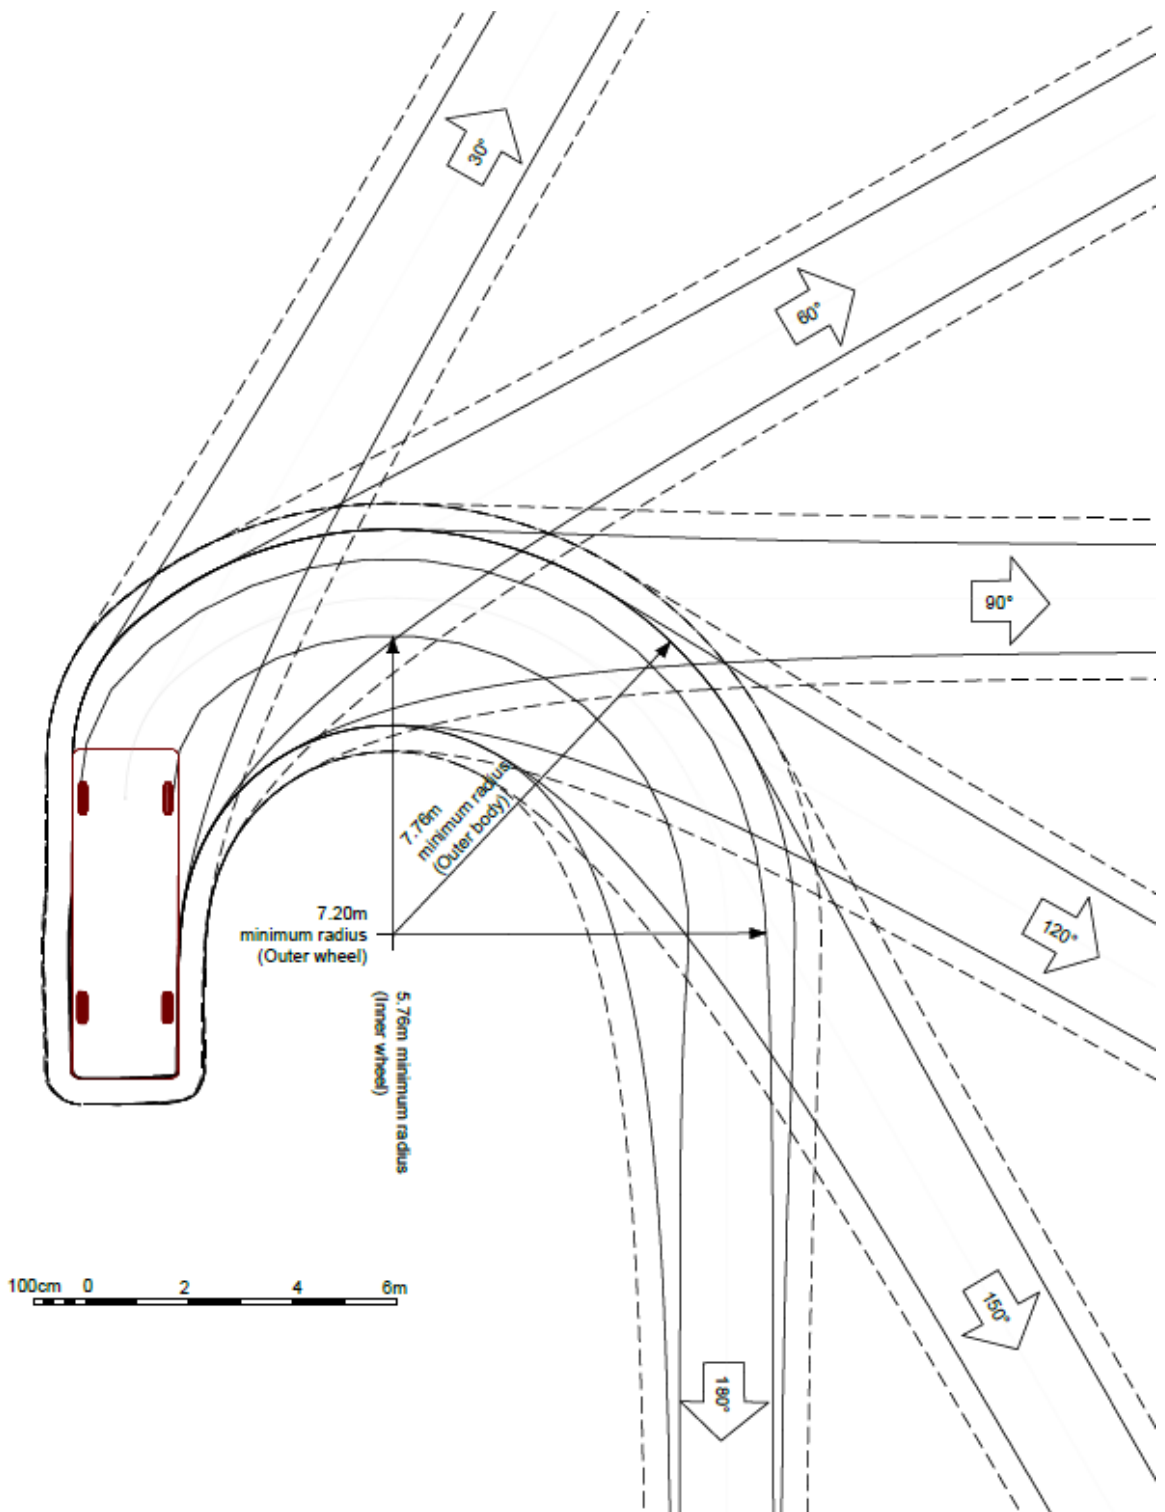 30°
60°
90°
7.76m
minimum radius
(Outer body)
7.20m
minimum radius
(Outer wheel)
120°
5.76m minimum radius
(Inner wheel)
100cm 0 2 4 6m
150°
180°